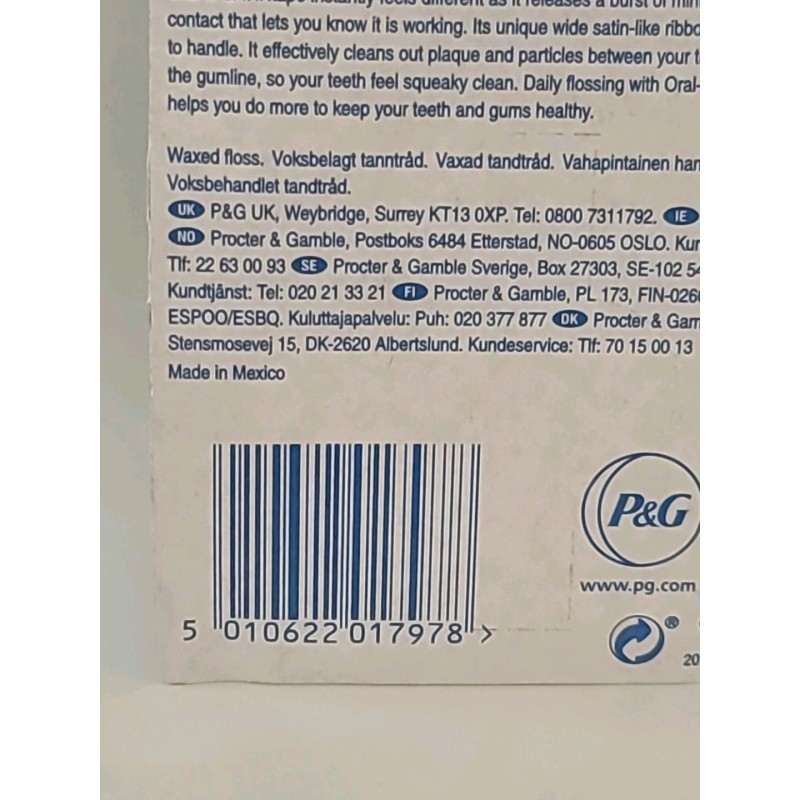 contact that lets you know it is working. Its unique wide satin-like
to handle. It effectively cleans out plaque and particles between your
the gumline, so your teeth feel squeaky clean. Daily flossing with Oral-
helps you do more to keep your teeth and gums healthy.
Waxed floss. Voksbelagt tanntråd. Vaxad tandtråd. Vahapintainen
Voksbehandlet tandtråd.
UK P&G UK, Weybridge, Surrey KT13 0XP. Tel: 0800 7311792. IE
NO Procter & Gamble, Postboks 6484 Etterstad, NO-0605 OSLO.
Tlf: 22 63 00 93 SE Procter & Gamble Sverige, Box 27303, SE-102
Kundtjänst: Tel: 020 21 33 21 FI Procter & Gamble, PL 173,
ESPOO/ESBO. Kuluttajapalvelu: Puh: 020 377 877 DK Procter &
Stensmosevej 15, DK-2620 Albertslund. Kundeservice: Tlf: 70 15 00 13
Made in Mexico
P&G
www.pg.com
®
5 010622 017978 >
20